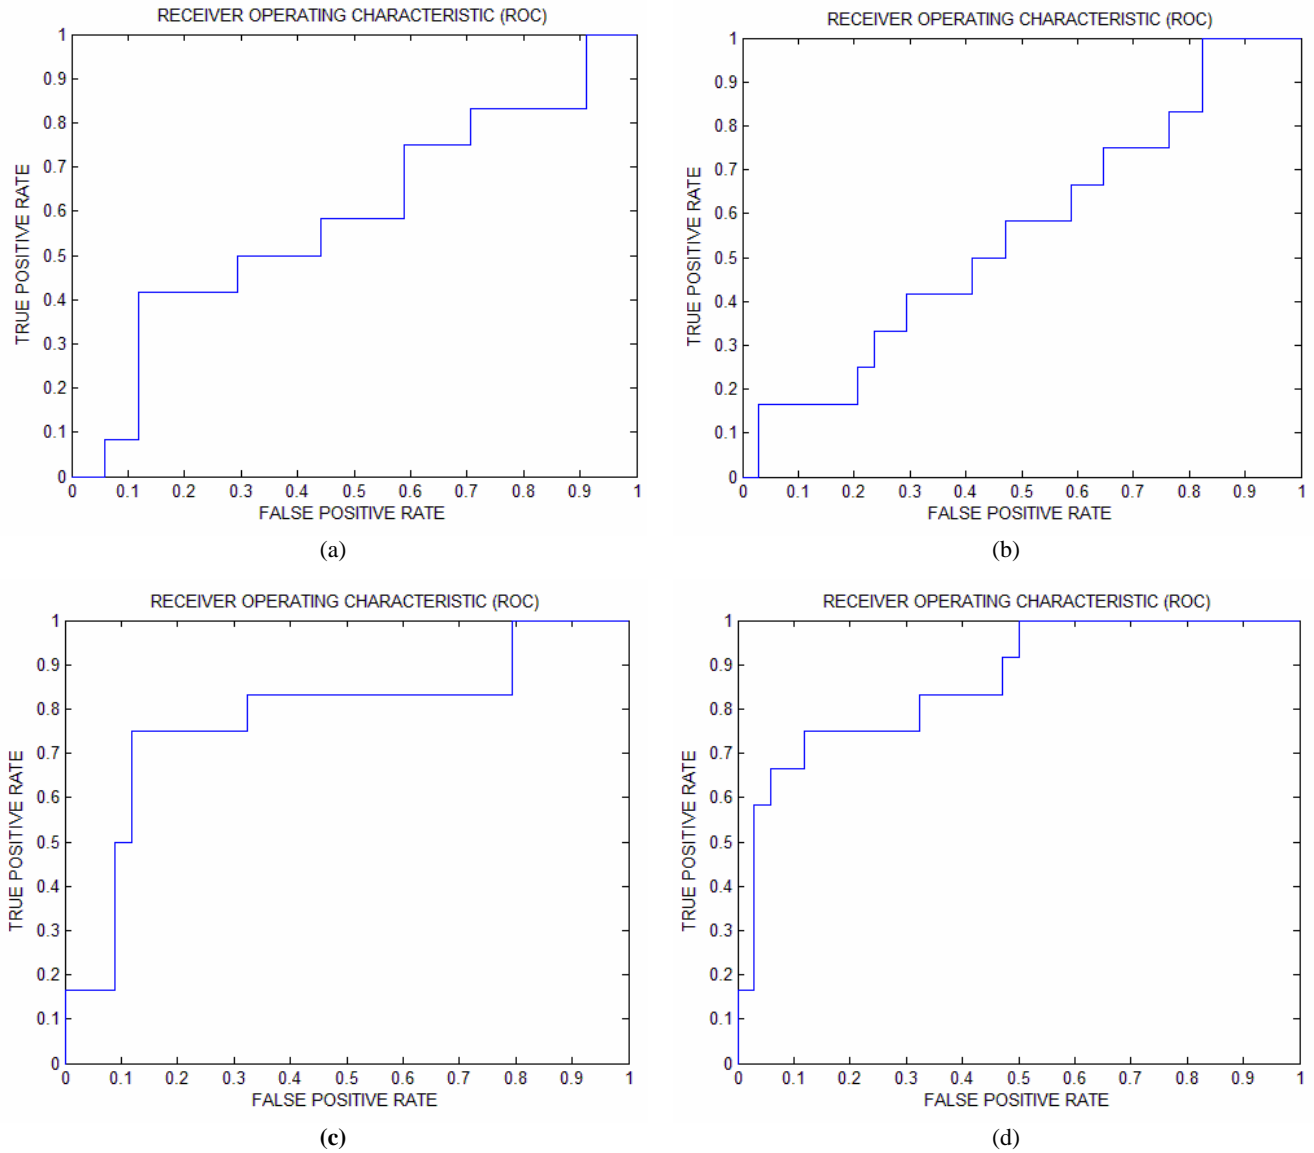 RECEIVER OPERATING CHARACTERISTIC (ROC)
1
0.9
0.8
0.7
0.6
0.5
0.4
0.3
0.2
0.1
0
TRUE POSITIVE RATE
0 0.1 0.2 0.3 0.4 0.5 0.6 0.7 0.8 0.9 1
FALSE POSITIVE RATE
(a)
RECEIVER OPERATING CHARACTERISTIC (ROC)
1
0.9
0.8
0.7
0.6
0.5
0.4
0.3
0.2
0.1
0
TRUE POSITIVE RATE
0 0.1 0.2 0.3 0.4 0.5 0.6 0.7 0.8 0.9 1
FALSE POSITIVE RATE
(b)
RECEIVER OPERATING CHARACTERISTIC (ROC)
1
0.9
0.8
0.7
0.6
0.5
0.4
0.3
0.2
0.1
0
TRUE POSITIVE RATE
0 0.1 0.2 0.3 0.4 0.5 0.6 0.7 0.8 0.9 1
FALSE POSITIVE RATE
(c)
RECEIVER OPERATING CHARACTERISTIC (ROC)
1
0.9
0.8
0.7
0.6
0.5
0.4
0.3
0.2
0.1
0
TRUE POSITIVE RATE
0 0.1 0.2 0.3 0.4 0.5 0.6 0.7 0.8 0.9 1
FALSE POSITIVE RATE
(d)